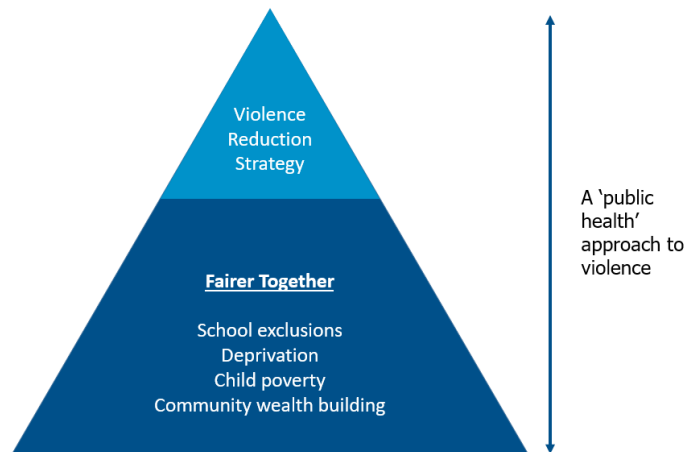 Violence
Reduction
Strategy
A ‘public
health’
approach to
violence
Fairer Together
School exclusions
Deprivation
Child poverty
Community wealth building